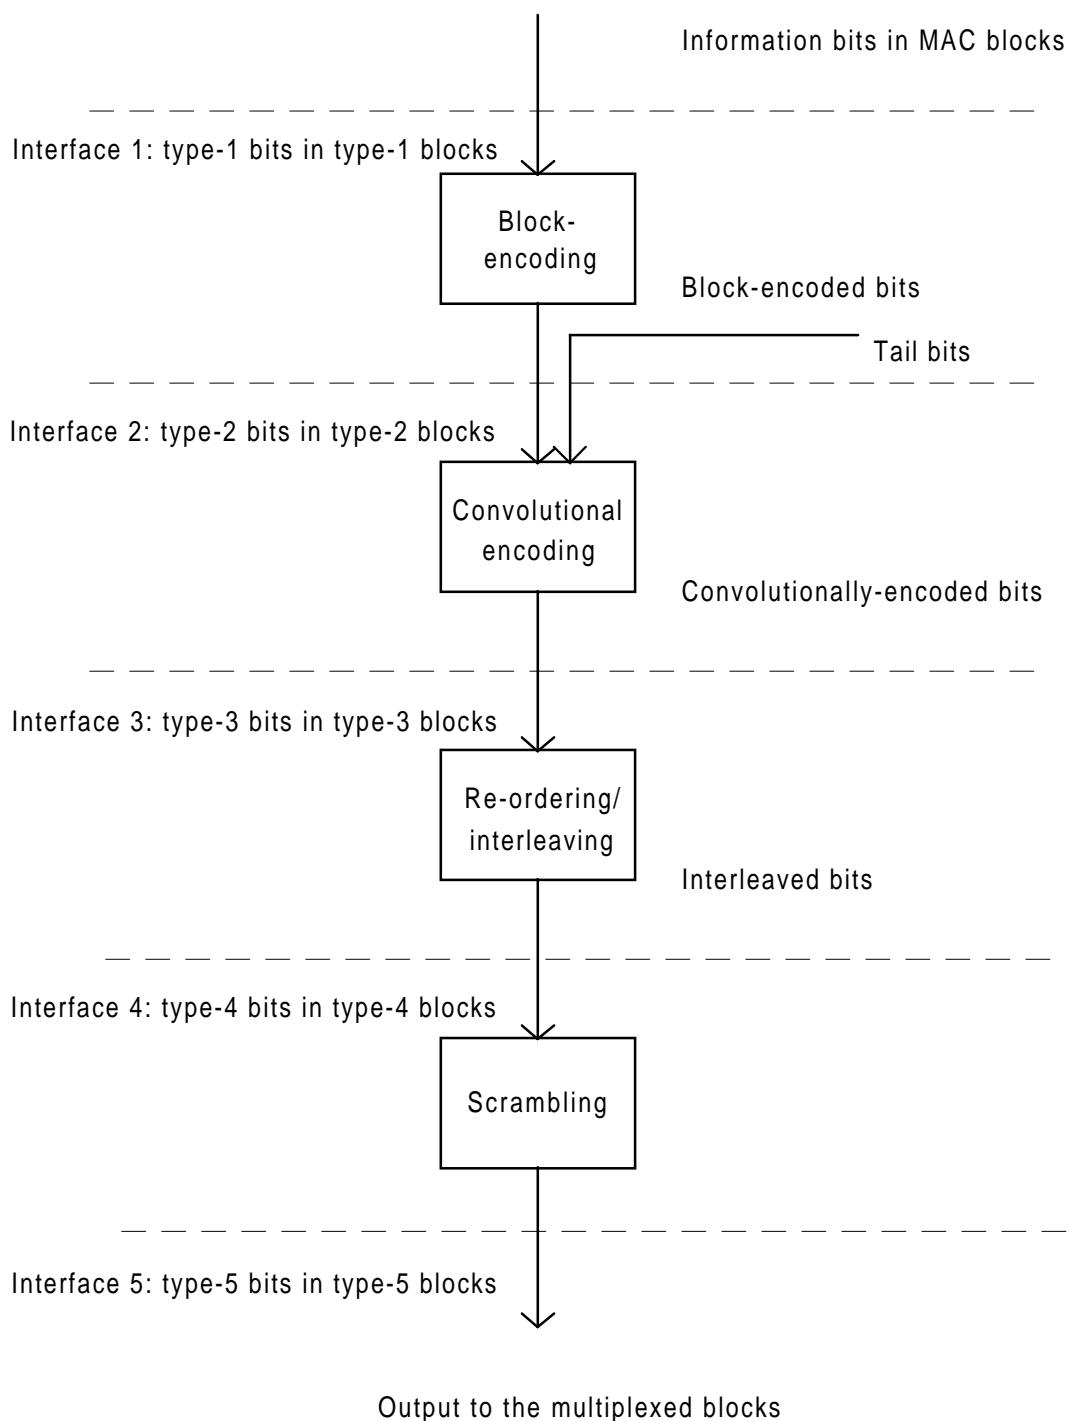 Information bits in MAC blocks
Interface 1: type-1 bits in type-1 blocks
Block-
encoding
Block-encoded bits
Tail bits
Interface 2: type-2 bits in type-2 blocks
Convolutional
encoding
Convolutionally-encoded bits
Interface 3: type-3 bits in type-3 blocks
Re-ordering/
interleaving
Interleaved bits
Interface 4: type-4 bits in type-4 blocks
Scrambling
Interface 5: type-5 bits in type-5 blocks
Output to the multiplexed blocks